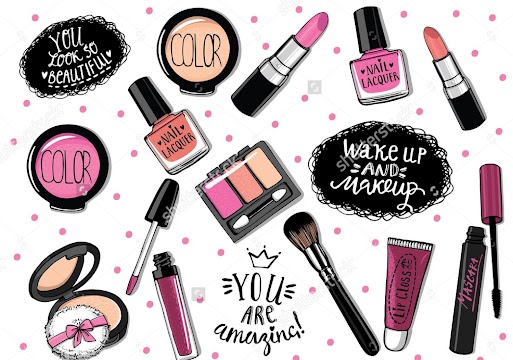 YOU
LOOK SO
BEAUTIFUL
COLOR
NAIL
LACQUER
COLOR
NAIL
LACQUER
WAKE UP
AND
Makeup
YOU
ARE
amazing!
LIP GLOSS
MASCARA
shutterstock